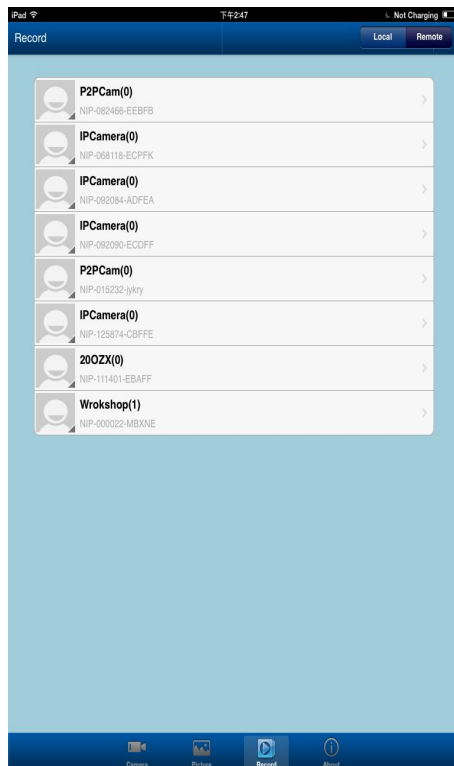 iPad 下午2:47 Not Charging
Record Local Remote
P2PCam(0)
NIP-082466-EEBFB
IPCamera(0)
NIP-068118-ECPFK
IPCamera(0)
NIP-092084-ADFEA
IPCamera(0)
NIP-092090-ECDFF
P2PCam(0)
NIP-015232-jykry
IPCamera(0)
NIP-125874-CBFFE
20OZX(0)
NIP-111401-EBAFF
Wrokshop(1)
NIP-000022-MBXNE
Camera Picture Record About